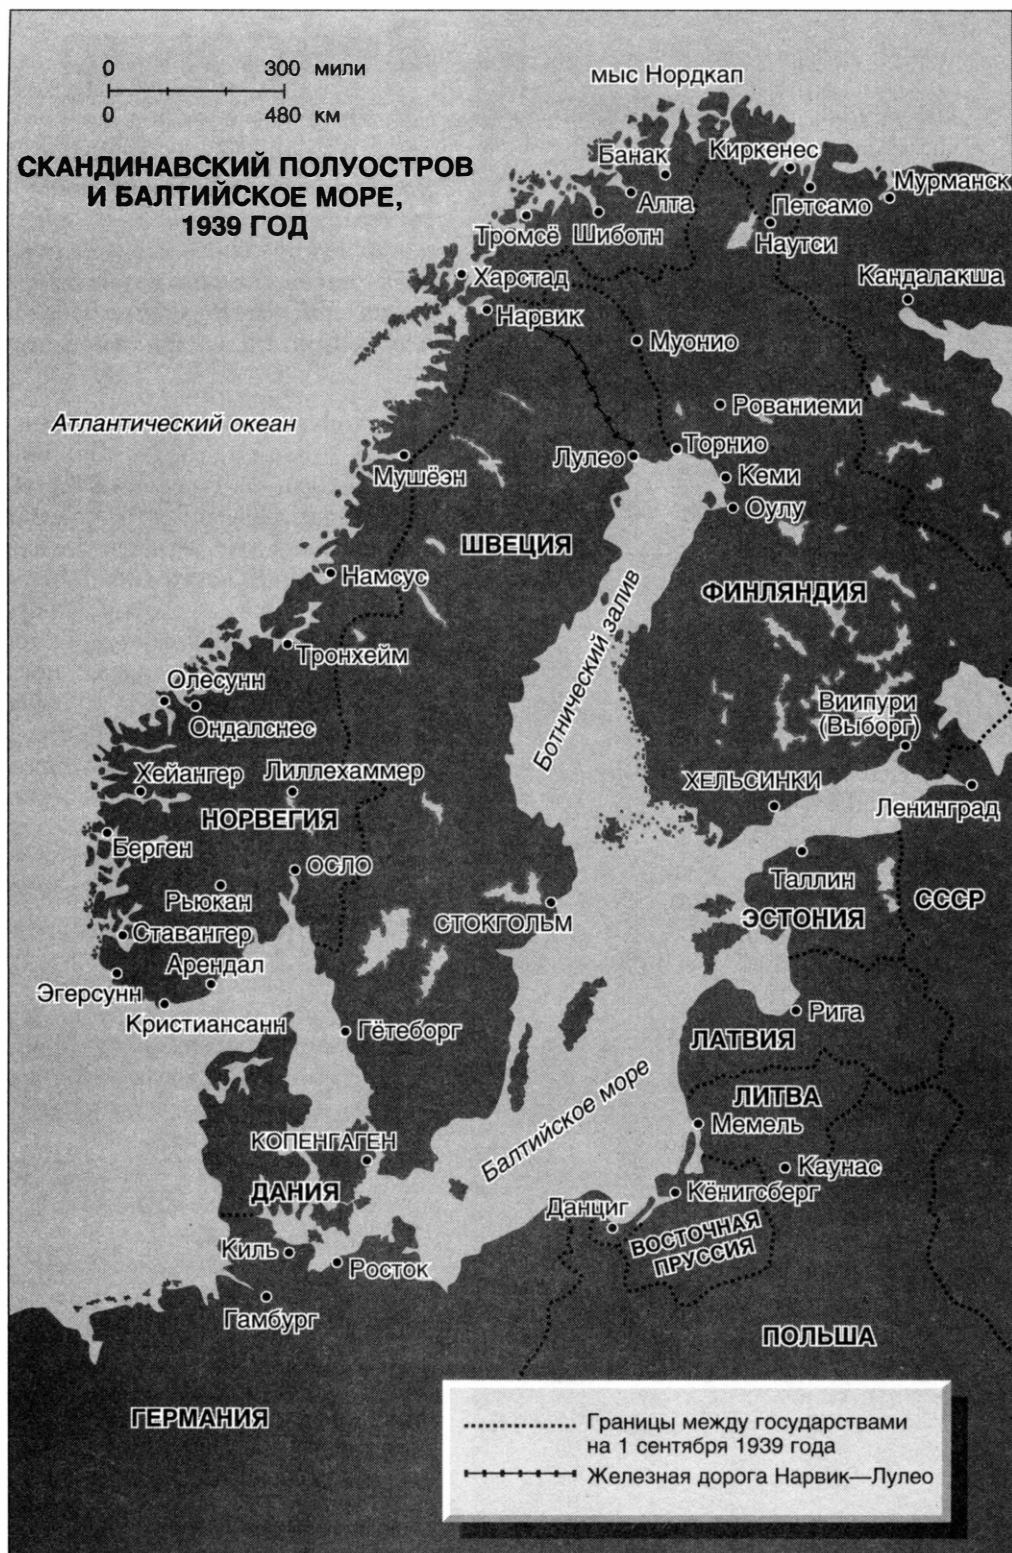 0 300 мили
0 480 км
СКАНДИНАВСКИЙ ПОЛУОСТРОВ
И БАЛТИЙСКОЕ МОРЕ,
1939 ГОД
мыс Нордкап
Банак
Киркенес
Алта
Петсамо
Мурманск
Тромсё
Шиботн
Наутси
Харстад
Кандалакша
Нарвик
Муонио
Рованиеми
Атлантический океан
Мушёэн
Лулео
Торнио
Кеми
Оулу
ШВЕЦИЯ
Намсус
ФИНЛЯНДИЯ
Ботнический залив
Тронхейм
Олесунн
Ондалснес
Виипури
(Выборг)
Хейангер
Лиллехаммер
ХЕЛЬСИНКИ
Ленинград
НОРВЕГИЯ
Берген
ОСЛО
Таллин
Рьюкан
СТОКГОЛЬМ
ЭСТОНИЯ
СССР
Ставангер
Арендал
Эгерсунн
Кристиансанн
Гётеборг
Рига
ЛАТВИЯ
Балтийское море
ЛИТВА
Мемель
КОПЕНГАГЕН
Каунас
ДАНИЯ
Данциг
Кёнигсберг
ВОСТОЧНАЯ
ПРУССИЯ
Киль
Росток
Гамбург
ПОЛЬША
ГЕРМАНИЯ
Границы между государствами
на 1 сентября 1939 года
Железная дорога Нарвик—Лулео